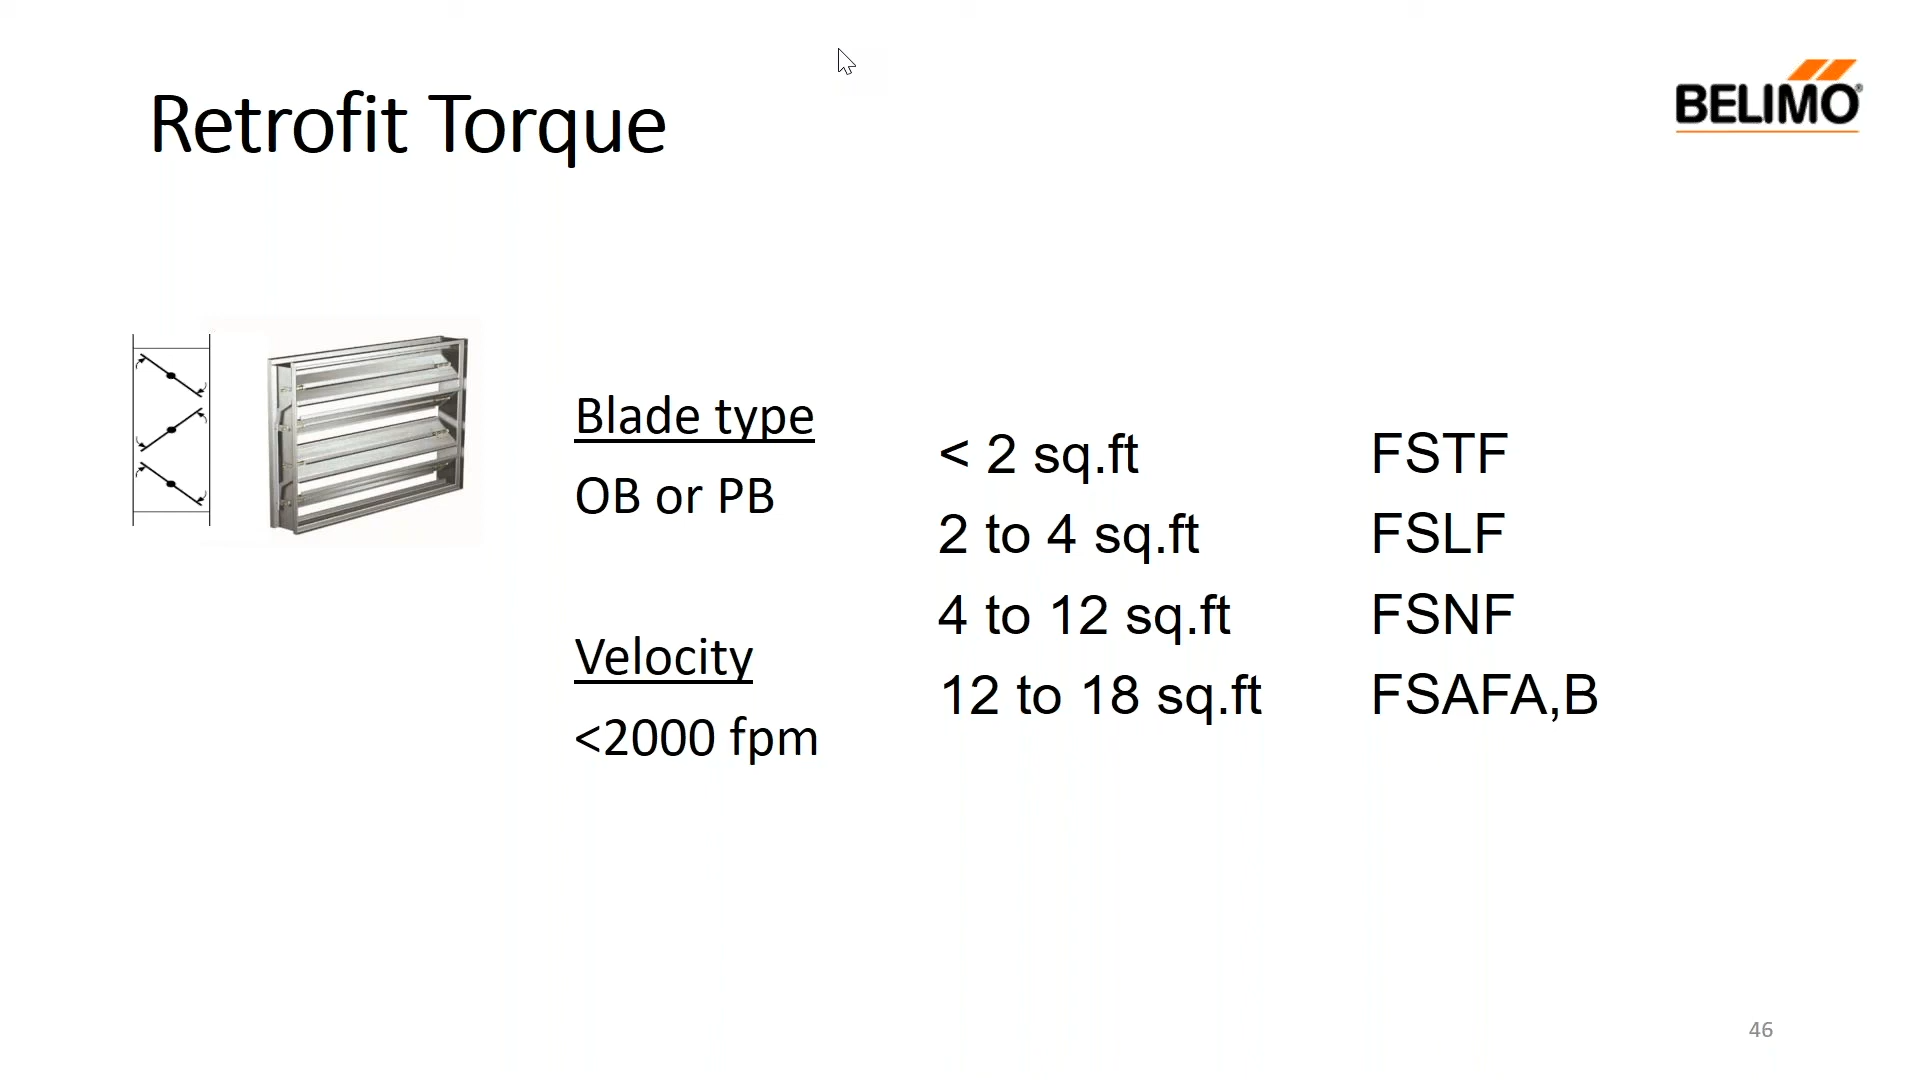 Retrofit Torque
BELIMO®
Blade type
OB or PB
Velocity
<2000 fpm
< 2 sq.ft FSTF
2 to 4 sq.ft FSLF
4 to 12 sq.ft FSNF
12 to 18 sq.ft FSAFA,B
46